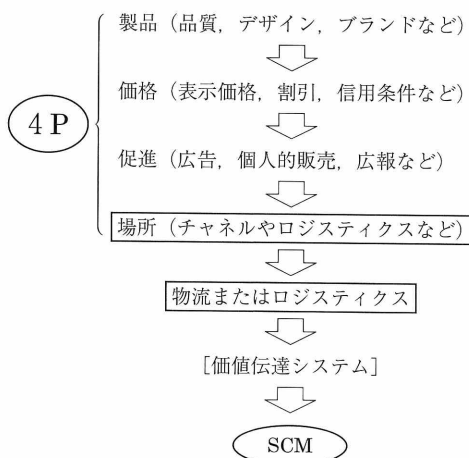 製品（品質，デザイン，ブランドなど）
価格（表示価格，割引，信用条件など）
4P
促進（広告，個人的販売，広報など）
場所（チャネルやロジスティクスなど）
物流またはロジスティクス
［価値伝達システム］
SCM